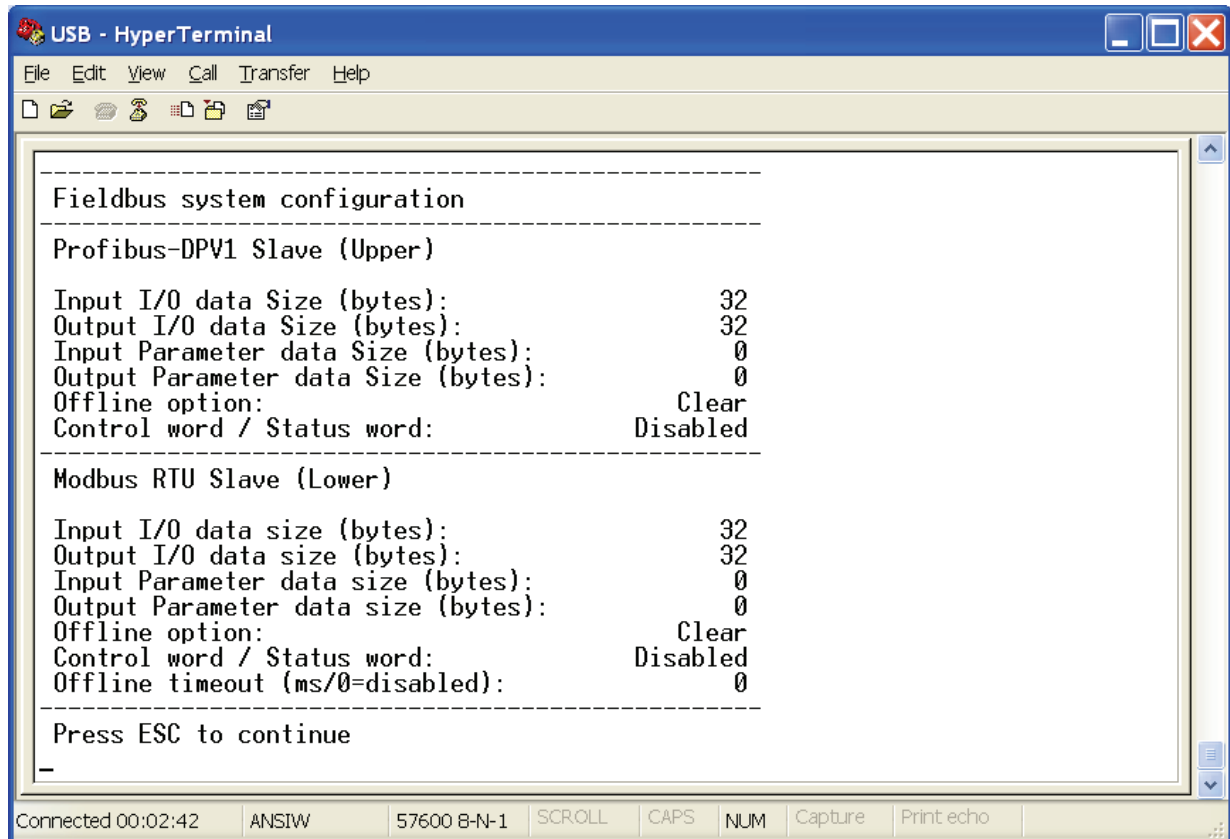 USB - HyperTerminal
File Edit View Call Transfer Help
Fieldbus system configuration
Profibus-DPV1 Slave (Upper)
Input I/O data Size (bytes): 32
Output I/O data Size (bytes): 32
Input Parameter data Size (bytes): 0
Output Parameter data Size (bytes): 0
Offline option: Clear
Control word / Status word: Disabled
Modbus RTU Slave (Lower)
Input I/O data size (bytes): 32
Output I/O data size (bytes): 32
Input Parameter data size (bytes): 0
Output Parameter data size (bytes): 0
Offline option: Clear
Control word / Status word: Disabled
Offline timeout (ms/0=disabled): 0
Press ESC to continue
Connected 00:02:42 ANSIW 57600 8-N-1 SCROLL CAPS NUM Capture Print echo